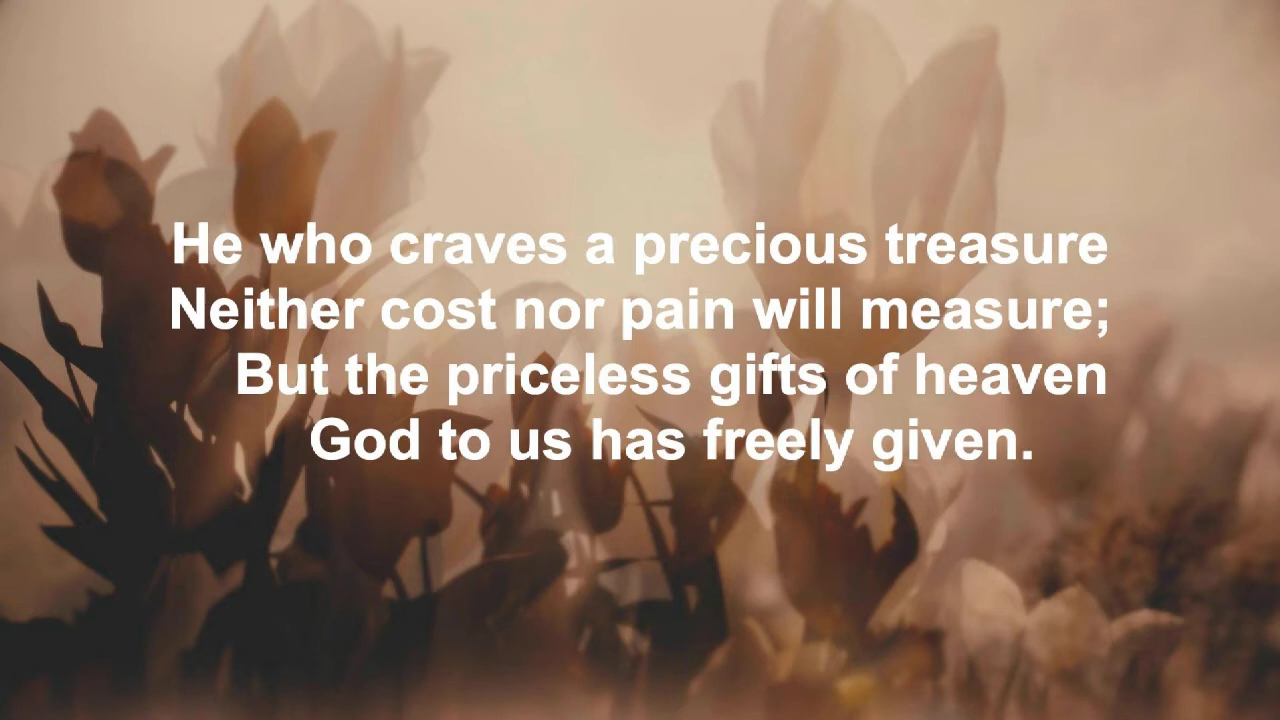 He who craves a precious treasure
Neither cost nor pain will measure;
But the priceless gifts of heaven
God to us has freely given.